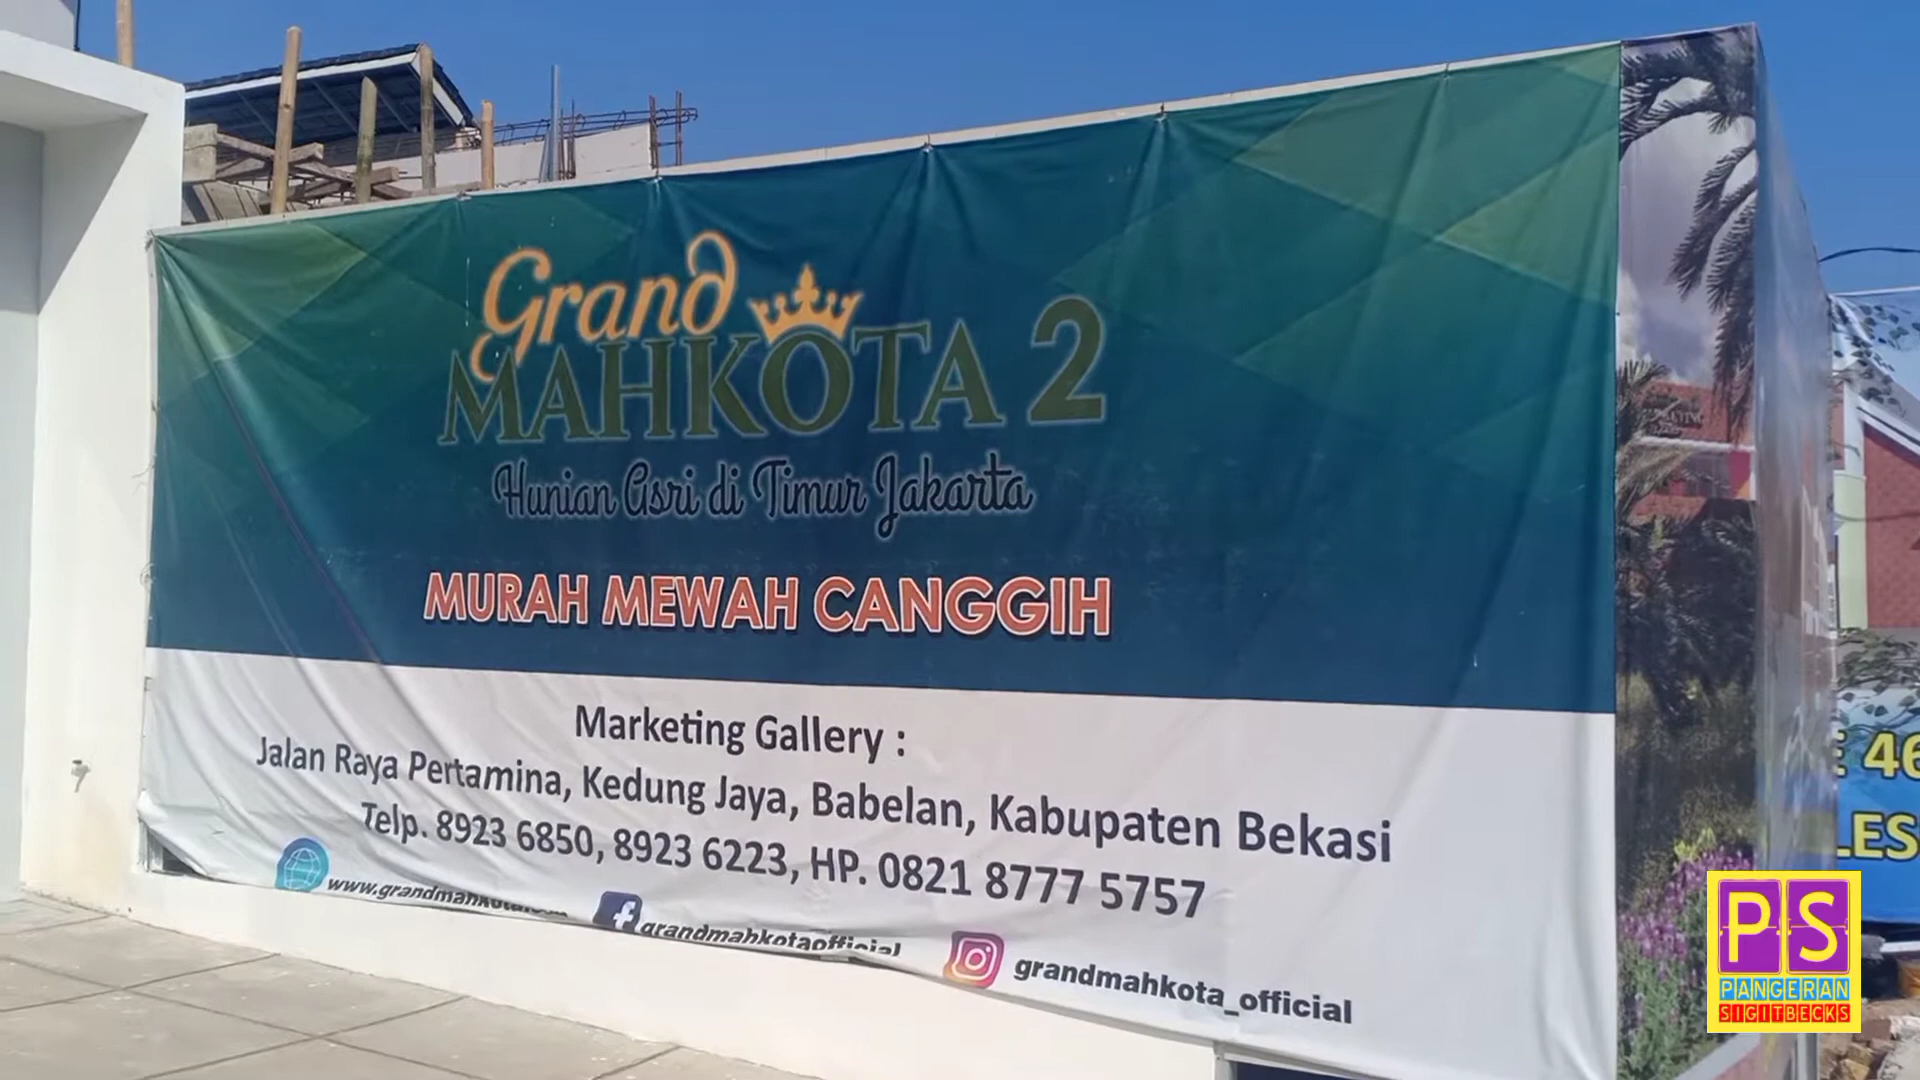 Grand
MAHKOTA 2
Hunian Asri di Timur Jakarta
MURAH MEWAH CANGGIH
Marketing Gallery :
Jalan Raya Pertamina, Kedung Jaya, Babelan, Kabupaten Bekasi
Telp. 8923 6850, 8923 6223, HP. 0821 8777 5757
grandmahkotaofficial
grandmahkota_official
46
PS
PANGERAN
SIGITBECKS